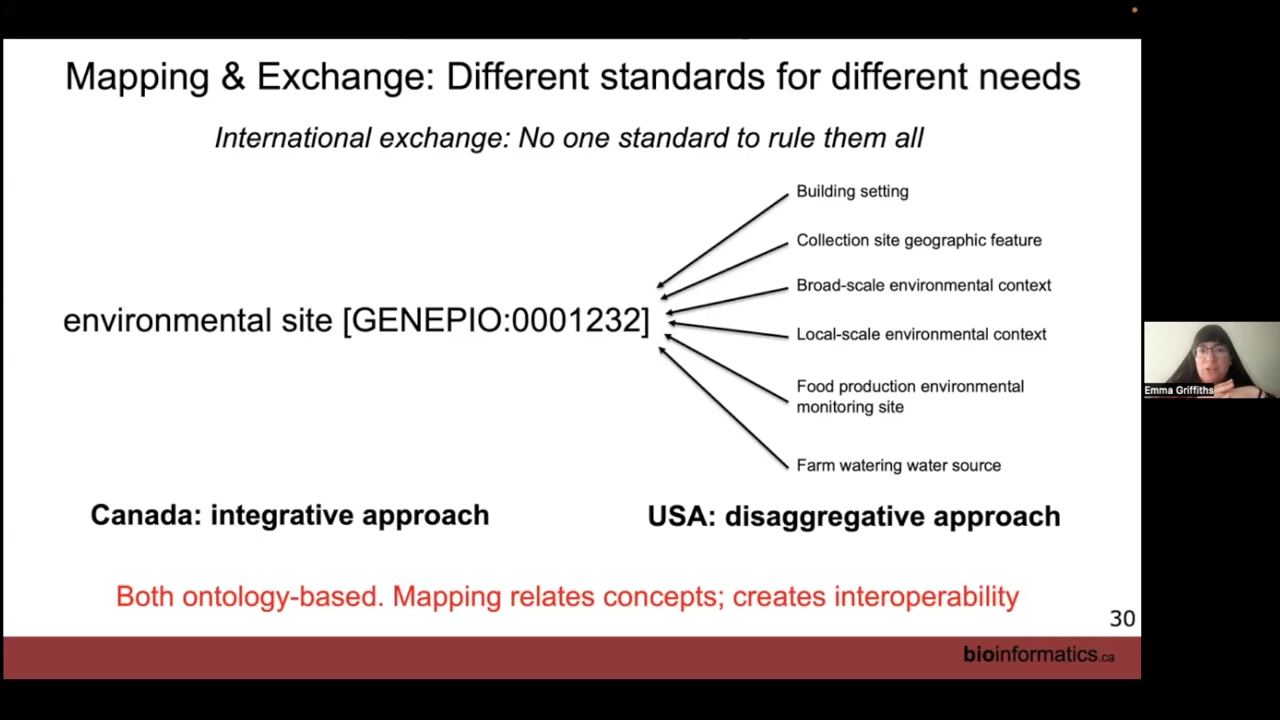 Mapping & Exchange: Different standards for different needs
International exchange: No one standard to rule them all
Building setting
Collection site geographic feature
Broad-scale environmental context
environmental site [GENEPIO:0001232]
Local-scale environmental context
Food production environmental
monitoring site
Farm watering water source
Canada: integrative approach
USA: disaggregative approach
Both ontology-based. Mapping relates concepts; creates interoperability
30
bioinformatics.ca
Emma Griffiths